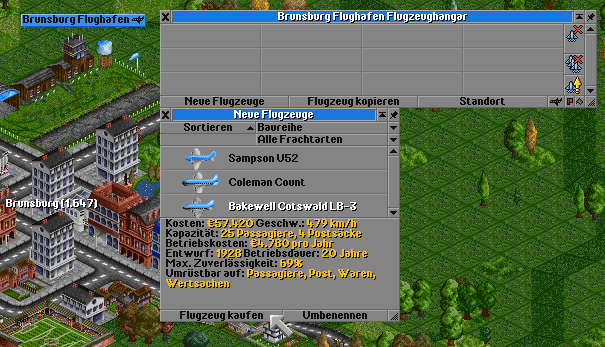 Brunsburg Flughafen
Brunsburg Flughafen Flugzeughangar
Neue Flugzeuge
Flugzeug kopieren
Standort
Neue Flugzeuge
Sortieren
Baureihe
Alle Frachtarten
Sampson U52
Coleman Count
Bakewell Cotswald LB-3
Brunsburg (1,647)
Kosten: €57,420 Geschw.: 479 km/h
Kapazität: 25 Passagiere, 4 Postsäcke
Betriebskosten: €4,780 pro Jahr
Entwurf: 1928 Betriebsdauer: 20 Jahre
Max. Zuverlässigkeit: 69%
Umrüstbar auf: Passagiere, Post, Waren,
Wertsachen
Flugzeug kaufen
Umbenennen